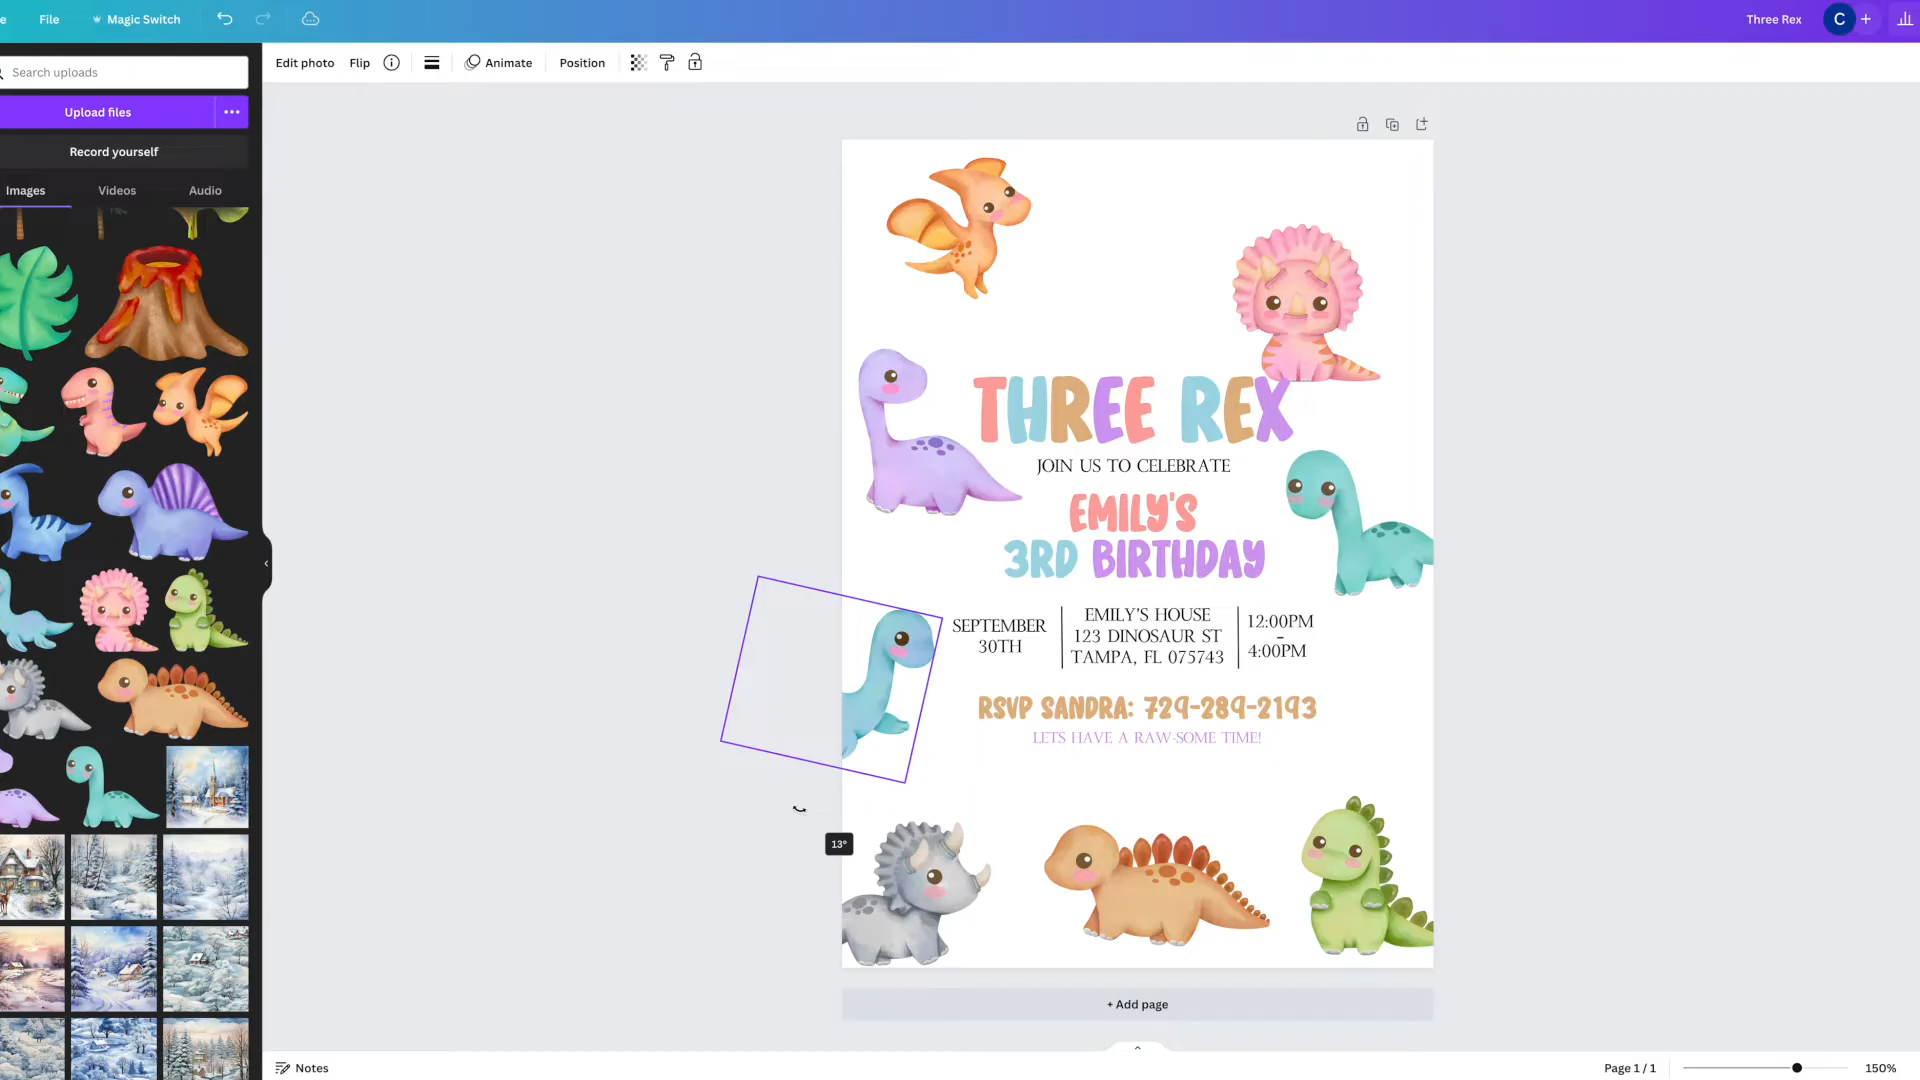 e File Magic Switch Three Rex C +
Edit photo Flip Animate Position
Search uploads
Upload files
Record yourself
Images Videos Audio
THREE REX
JOIN US TO CELEBRATE
EMILY'S
3RD BIRTHDAY
SEPTEMBER
30TH
EMILY'S HOUSE
123 DINOSAUR ST
TAMPA, FL 075743
12:00PM
-
4:00PM
RSVP SANDRA: 729-289-2193
LETS HAVE A RAW-SOME TIME!
13°
+ Add page
Notes Page 1 / 1 150%